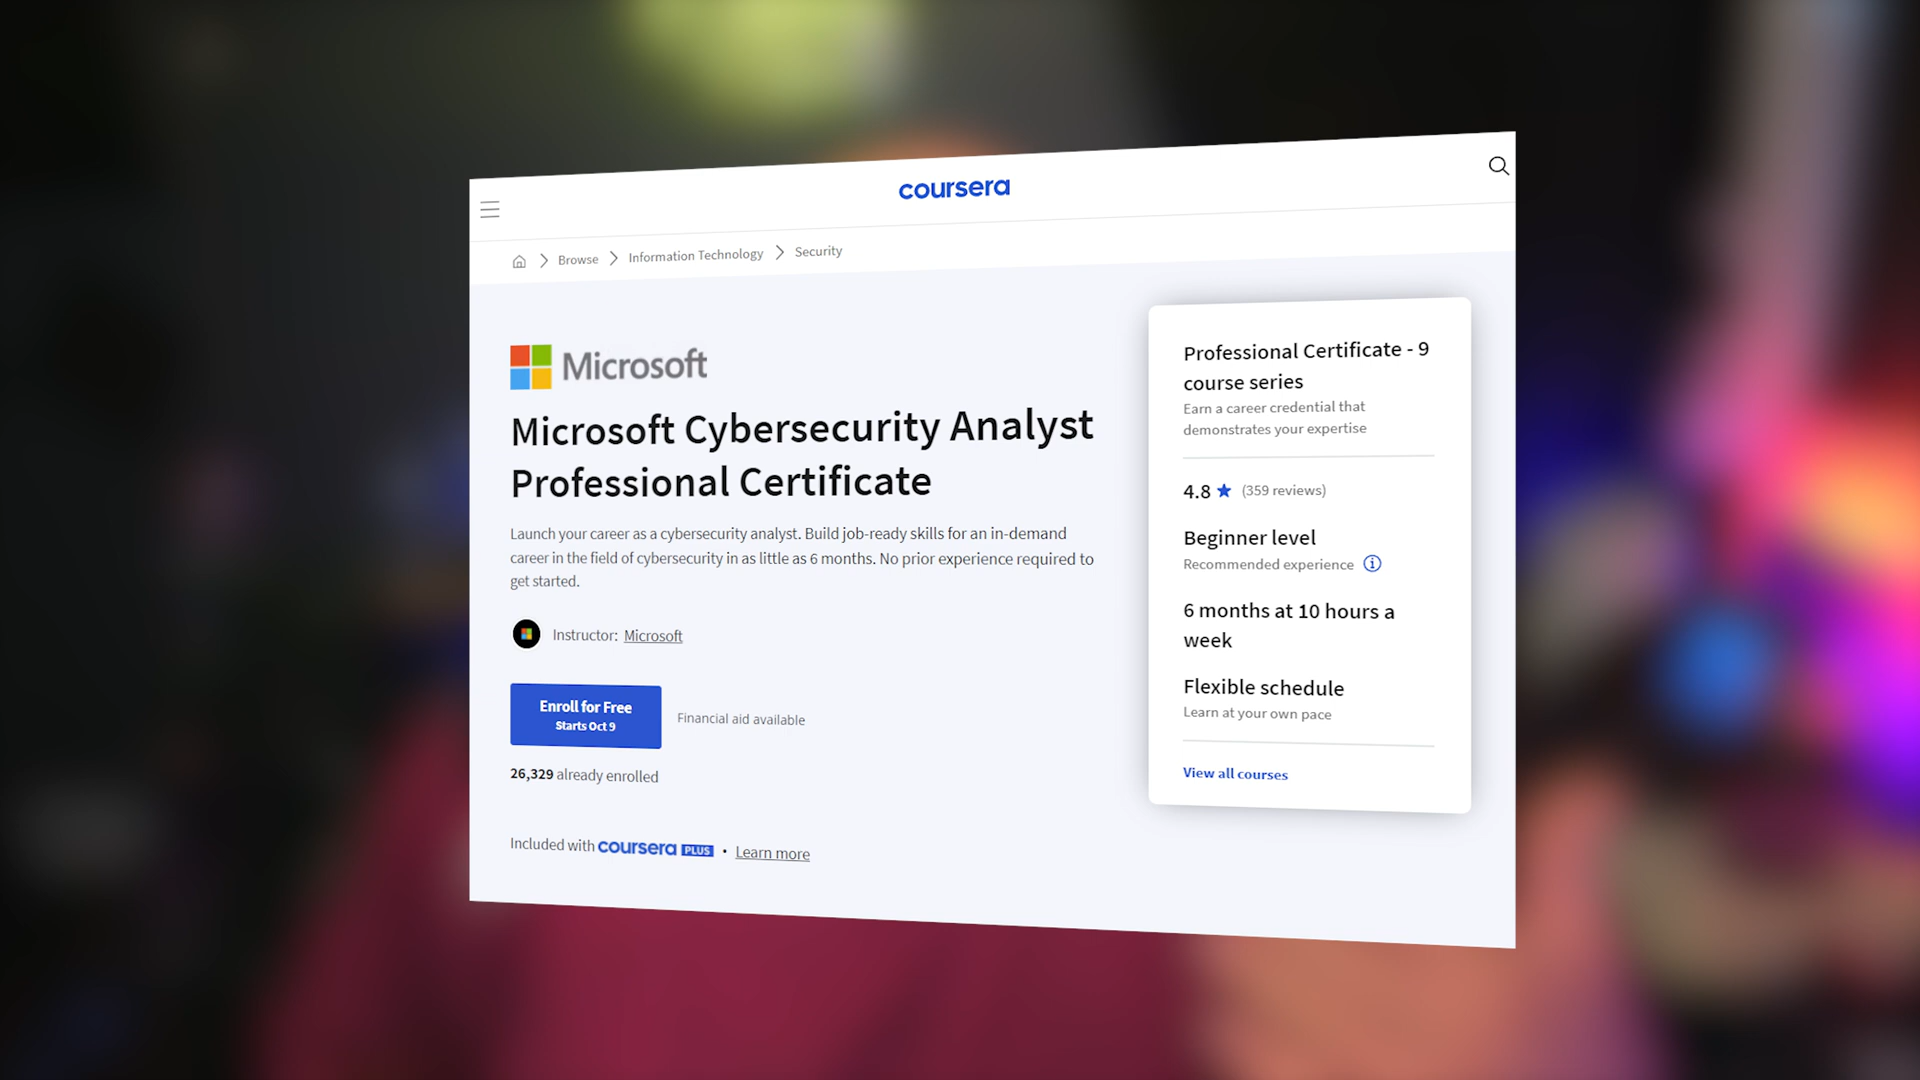 coursera
Browse > Information Technology > Security
Microsoft
Microsoft Cybersecurity Analyst
Professional Certificate
Launch your career as a cybersecurity analyst. Build job-ready skills for an in-demand
career in the field of cybersecurity in as little as 6 months. No prior experience required to
get started.
Instructor: Microsoft
Enroll for Free
Starts Oct 9
Financial aid available
26,329 already enrolled
Included with coursera PLUS • Learn more
Professional Certificate - 9
course series
Earn a career credential that
demonstrates your expertise
4.8 ★ (359 reviews)
Beginner level
Recommended experience
6 months at 10 hours a
week
Flexible schedule
Learn at your own pace
View all courses